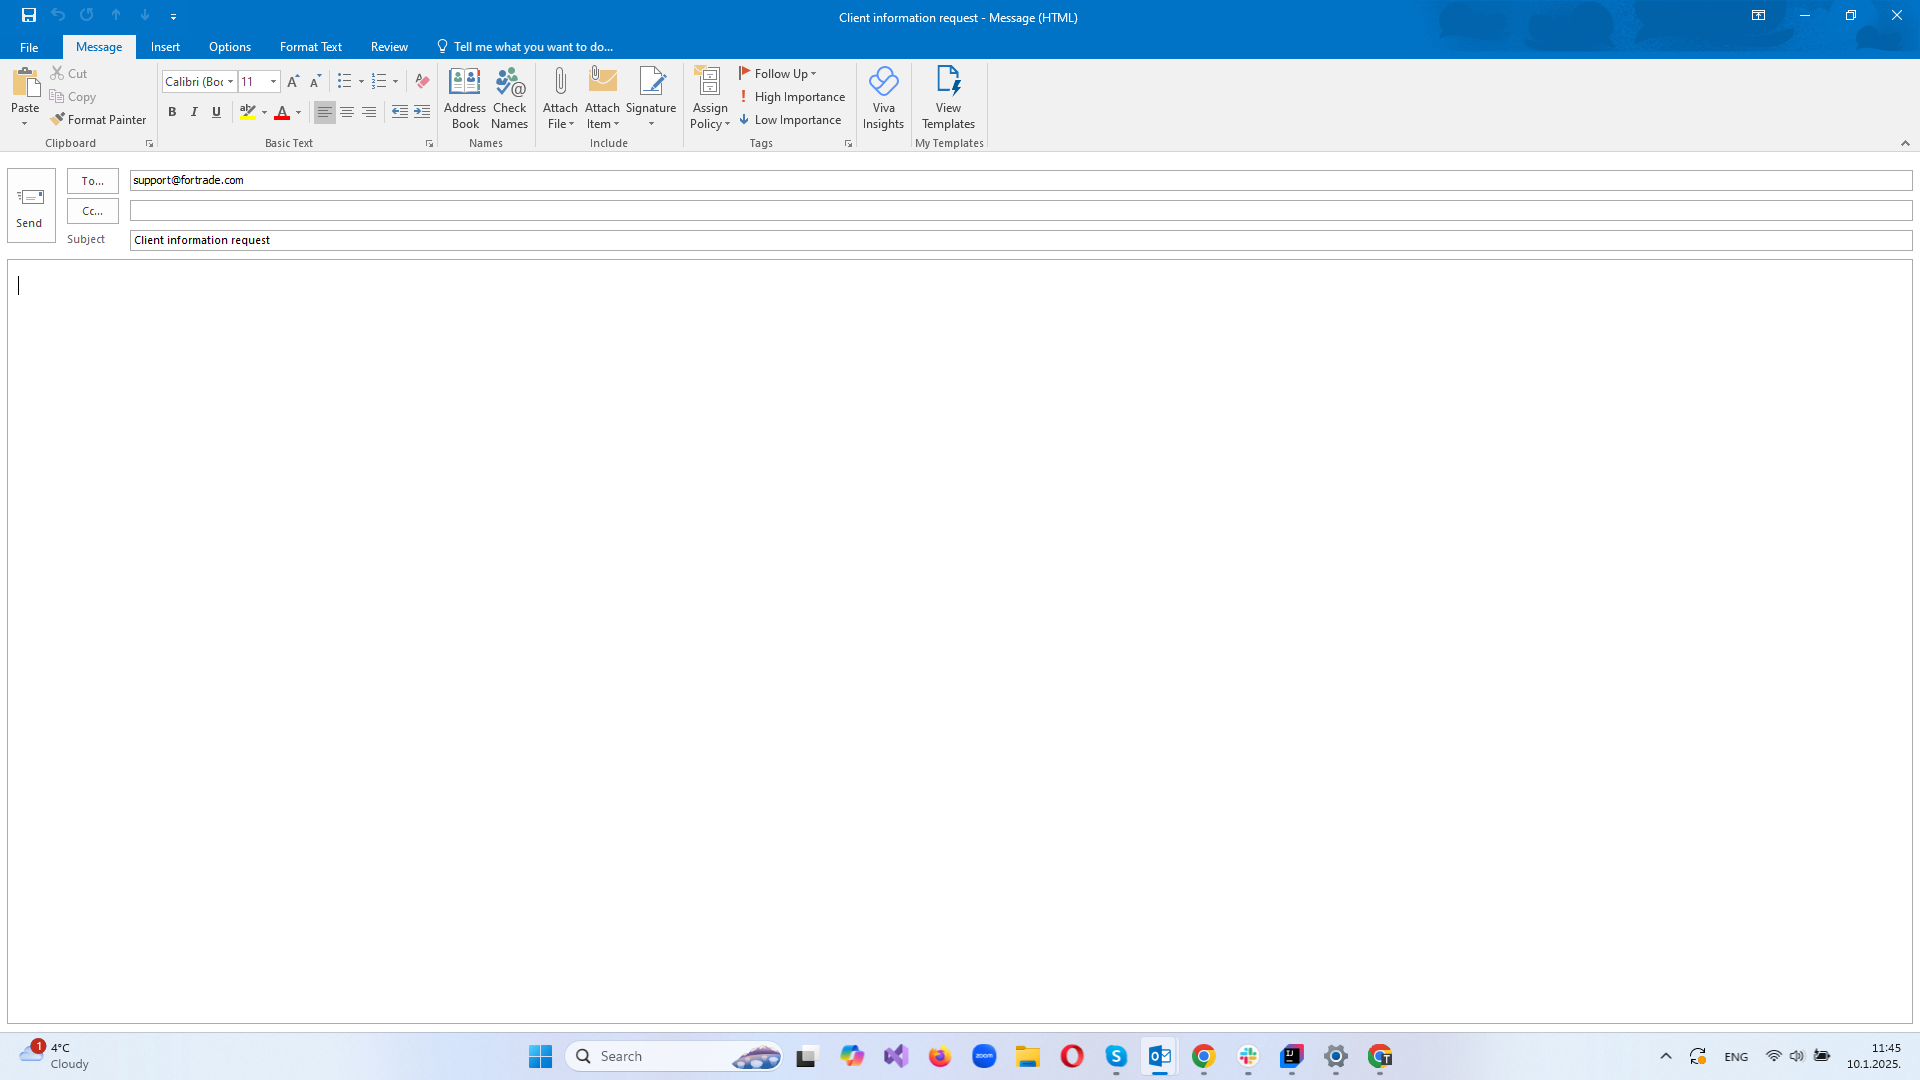 Client information request - Message (HTML)
File Message Insert Options Format Text Review Tell me what you want to do...
Paste
Cut
Copy
Format Painter
Clipboard
Calibri (Boc 11
B I U
Basic Text
Address Book
Check Names
Names
Attach File
Attach Item
Signature
Include
Assign Policy
Follow Up
High Importance
Low Importance
Tags
Viva Insights
View Templates
My Templates
Send
To... support@fortrade.com
Cc...
Subject Client information request
1
4°C
Cloudy
Search
zoom
ENG
11:45
10.1.2025.